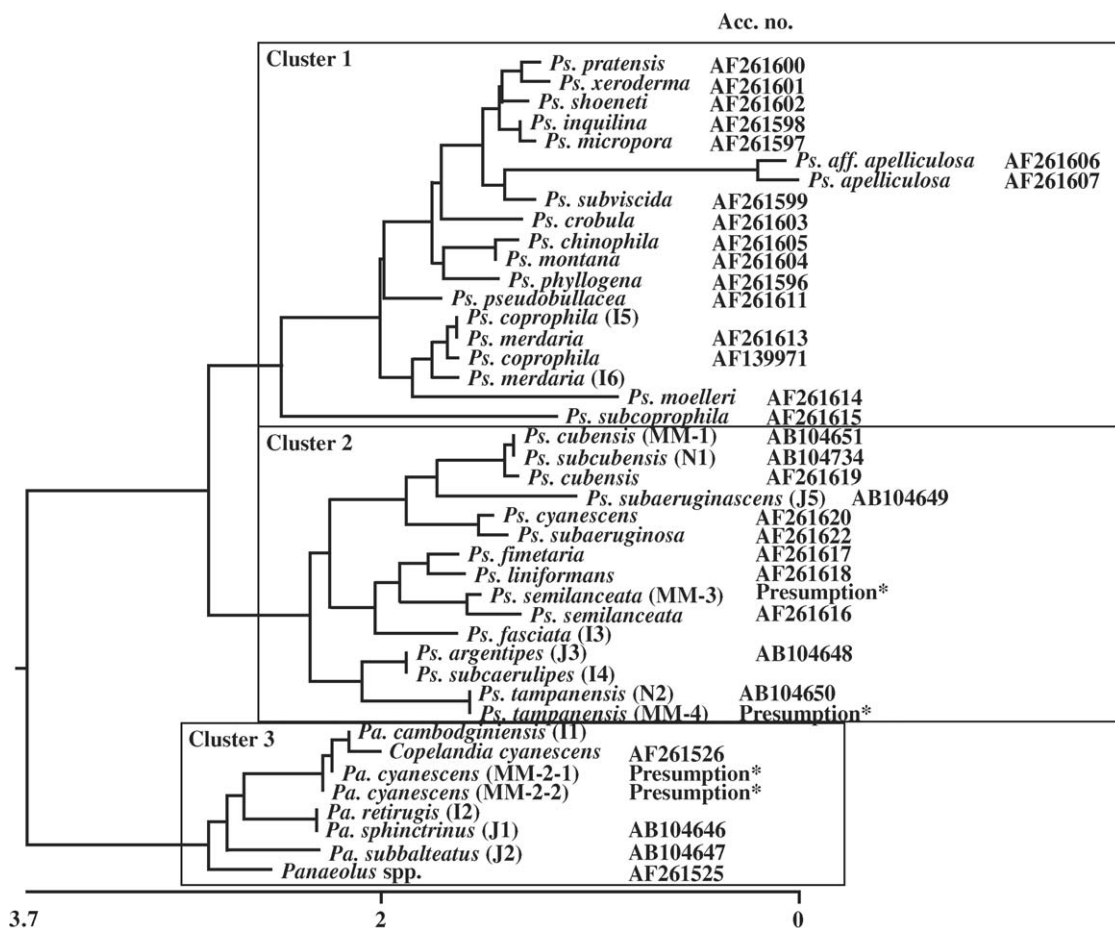 Acc. no.
Cluster 1
Ps. pratensis AF261600
Ps. xeroderma AF261601
Ps. shoeneti AF261602
Ps. inquilina AF261598
Ps. micropora AF261597
Ps. aff. apelliculosa AF261606
Ps. apelliculosa AF261607
Ps. subviscida AF261599
Ps. crobula AF261603
Ps. chinophila AF261605
Ps. montana AF261604
Ps. phyllogena AF261596
Ps. pseudobullacea AF261611
Ps. coprophila (I5)
Ps. merdaria AF261613
Ps. coprophila AF139971
Ps. merdaria (I6)
Ps. moelleri AF261614
Ps. subcoprophila AF261615
Cluster 2
Ps. cubensis (MM-1) AB104651
Ps. subcubensis (N1) AB104734
Ps. cubensis AF261619
Ps. subaeruginascens (J5) AB104649
Ps. cyanescens AF261620
Ps. subaeruginosa AF261622
Ps. fimetaria AF261617
Ps. liniformans AF261618
Ps. semilanceata (MM-3) Presumption*
Ps. semilanceata AF261616
Ps. fasciata (I3)
Ps. argentipes (J3) AB104648
Ps. subcaerulipes (I4)
Ps. tampanensis (N2) AB104650
Ps. tampanensis (MM-4) Presumption*
Cluster 3
Pa. cambodginiensis (I1)
Copelandia cyanescens AF261526
Pa. cyanescens (MM-2-1) Presumption*
Pa. cyanescens (MM-2-2) Presumption*
Pa. retirugis (I2)
Pa. sphinctrinus (J1) AB104646
Pa. subbalteatus (J2) AB104647
Panaeolus spp. AF261525
3.7 2 0